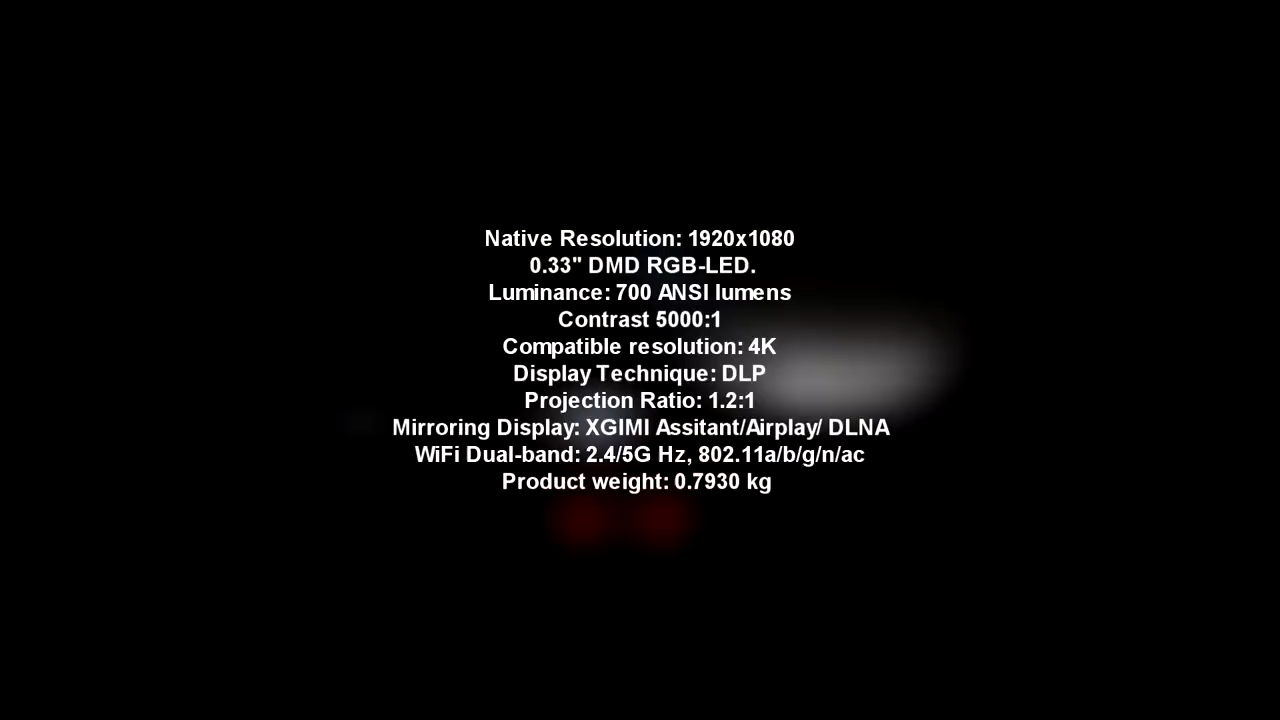 Native Resolution: 1920x1080
0.33" DMD RGB-LED.
Luminance: 700 ANSI lumens
Contrast 5000:1
Compatible resolution: 4K
Display Technique: DLP
Projection Ratio: 1.2:1
Mirroring Display: XGIMI Assitant/Airplay/ DLNA
WiFi Dual-band: 2.4/5G Hz, 802.11a/b/g/n/ac
Product weight: 0.7930 kg